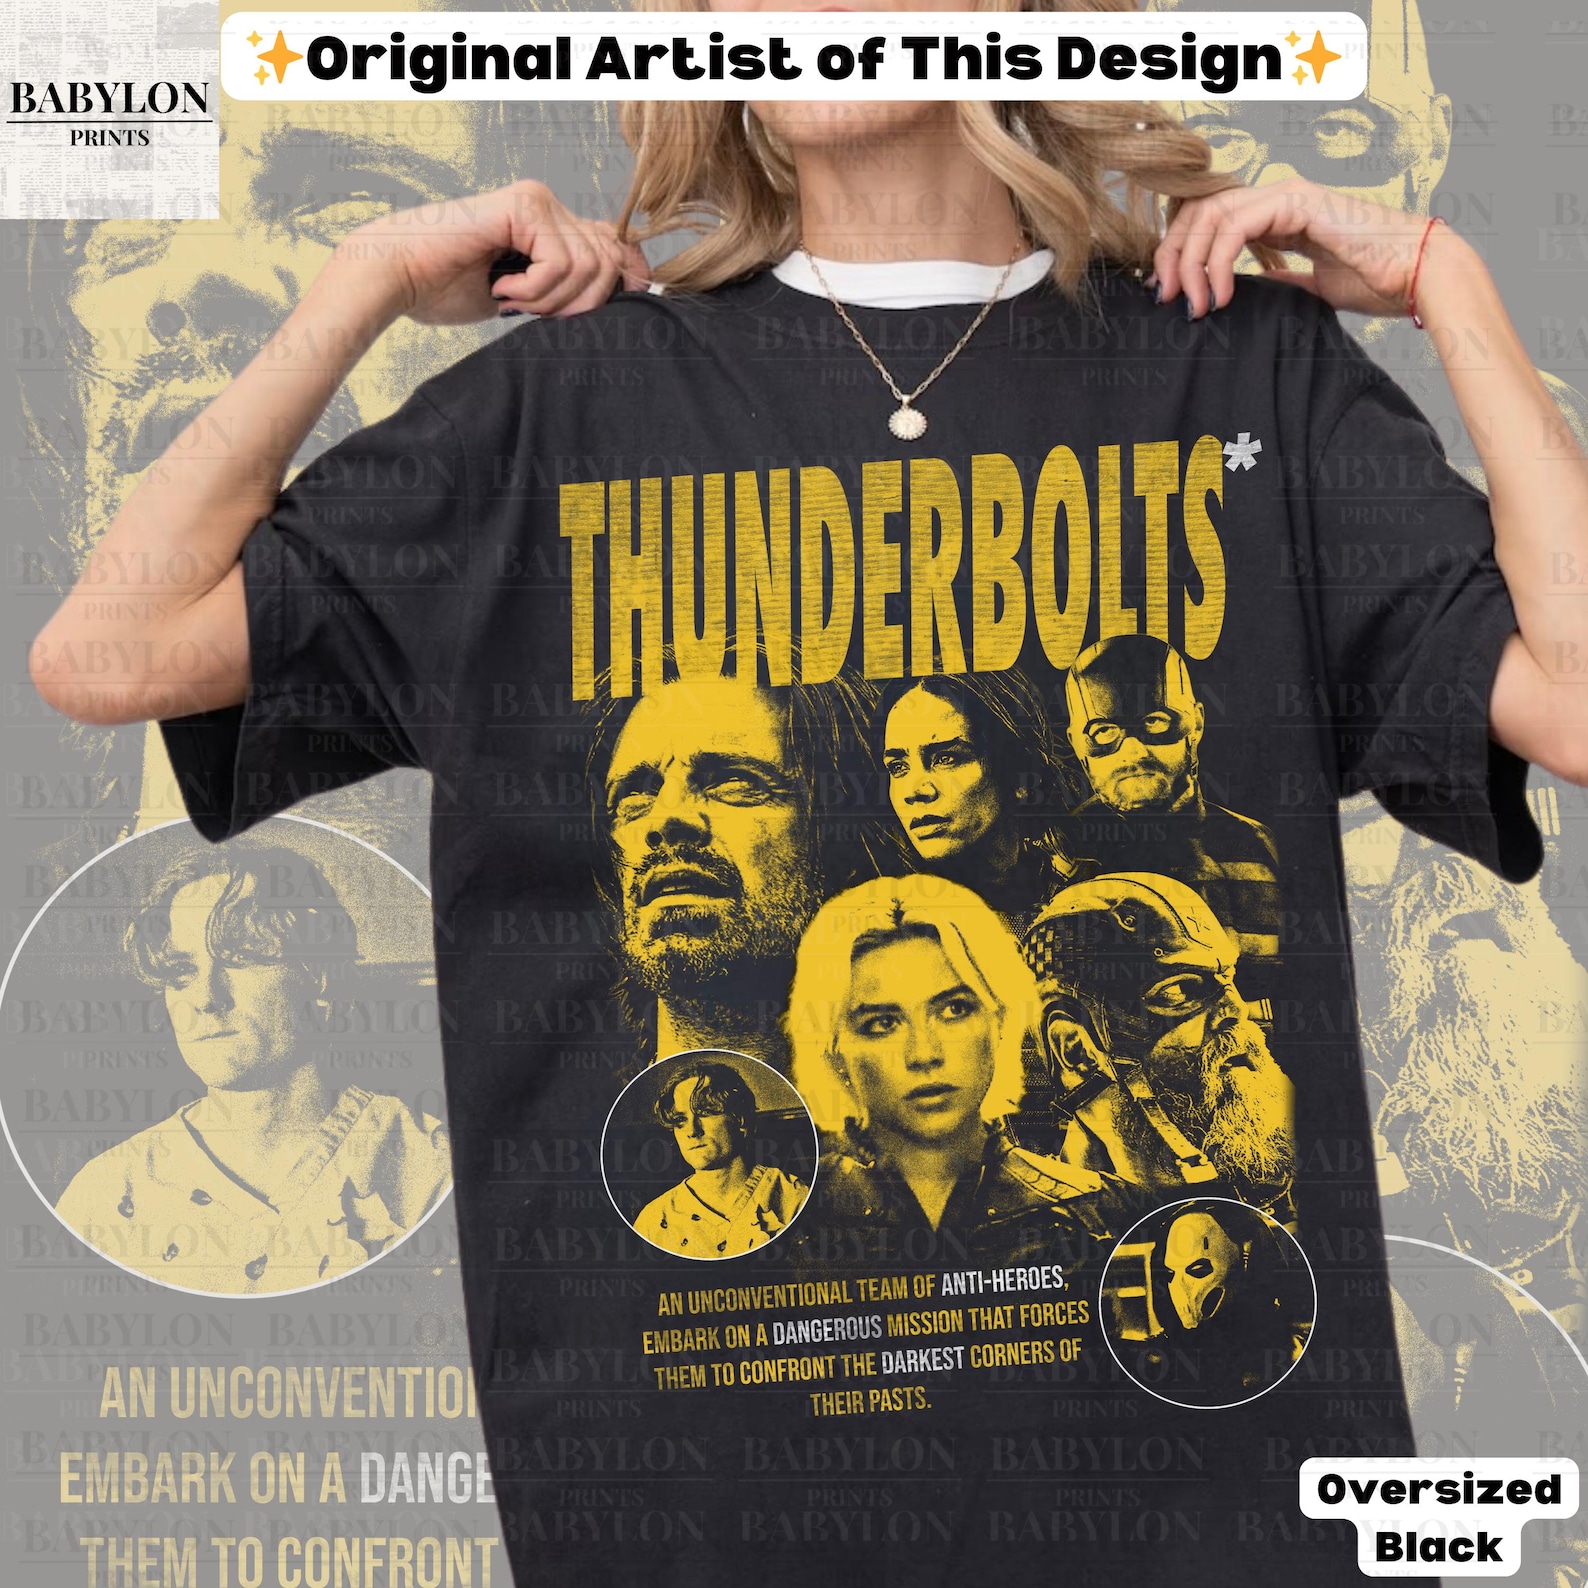 ✨Original Artist of This Design✨
BABYLON
PRINTS
THUNDERBOLTS*
AN UNCONVENTIONAL TEAM OF ANTI-HEROES,
EMBARK ON A DANGEROUS MISSION THAT FORCES
THEM TO CONFRONT THE DARKEST CORNERS OF
THEIR PASTS.
AN UNCONVENTIO
EMBARK ON A DANGE
THEM TO CONFRONT
Oversized
Black